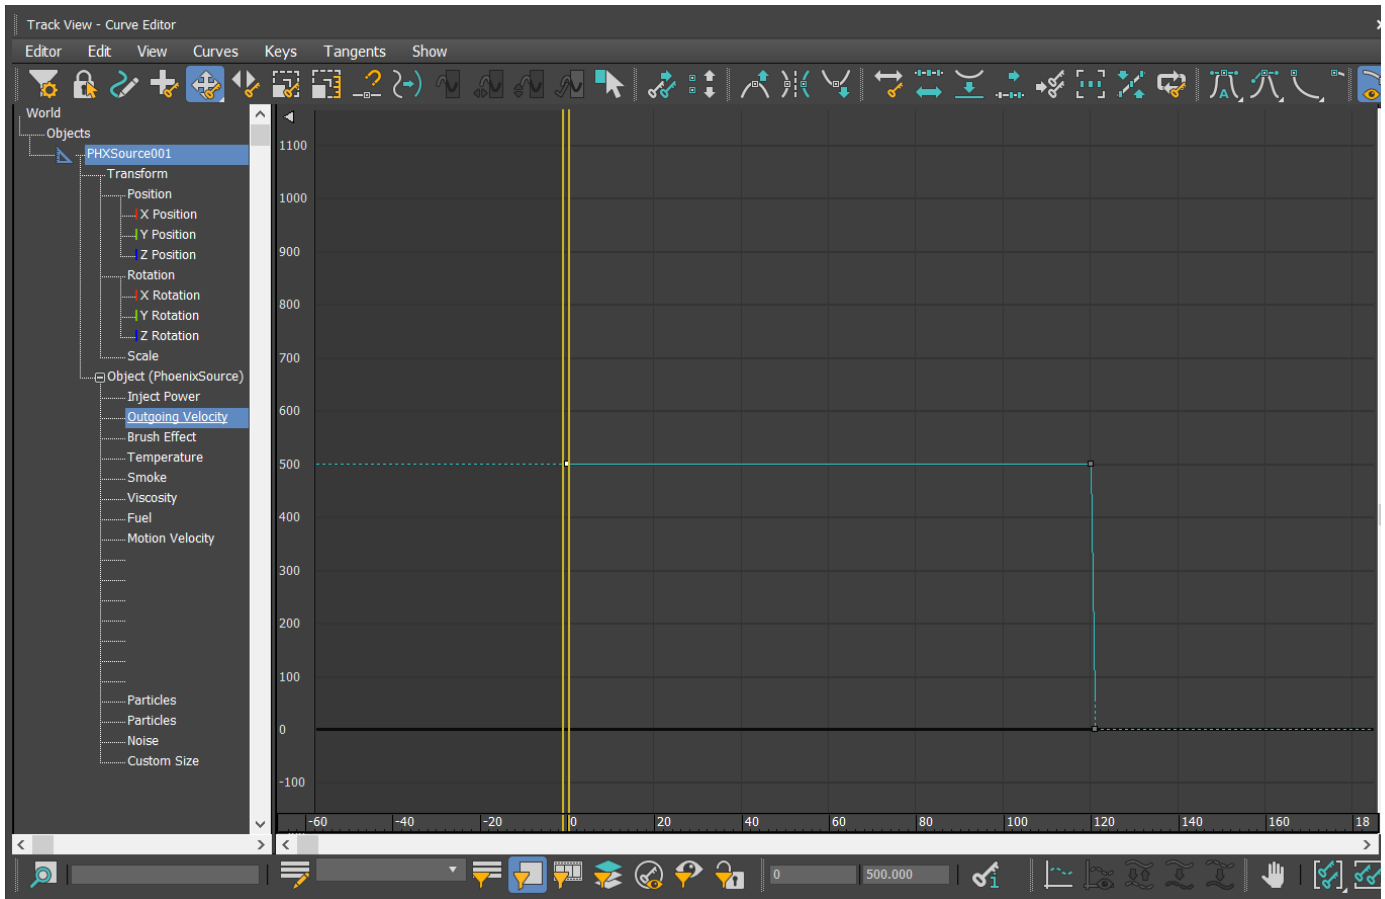 Track View - Curve Editor
Editor Edit View Curves Keys Tangents Show
World
Objects
PHXSource001
Transform
Position
X Position
Y Position
Z Position
Rotation
X Rotation
Y Rotation
Z Rotation
Scale
Object (PhoenixSource)
Inject Power
Outgoing Velocity
Brush Effect
Temperature
Smoke
Viscosity
Fuel
Motion Velocity
Particles
Particles
Noise
Custom Size
1100
1000
900
800
700
600
500
400
300
200
100
0
-100
-60 -40 -20 0 20 40 60 80 100 120 140 160 18
0 500.000